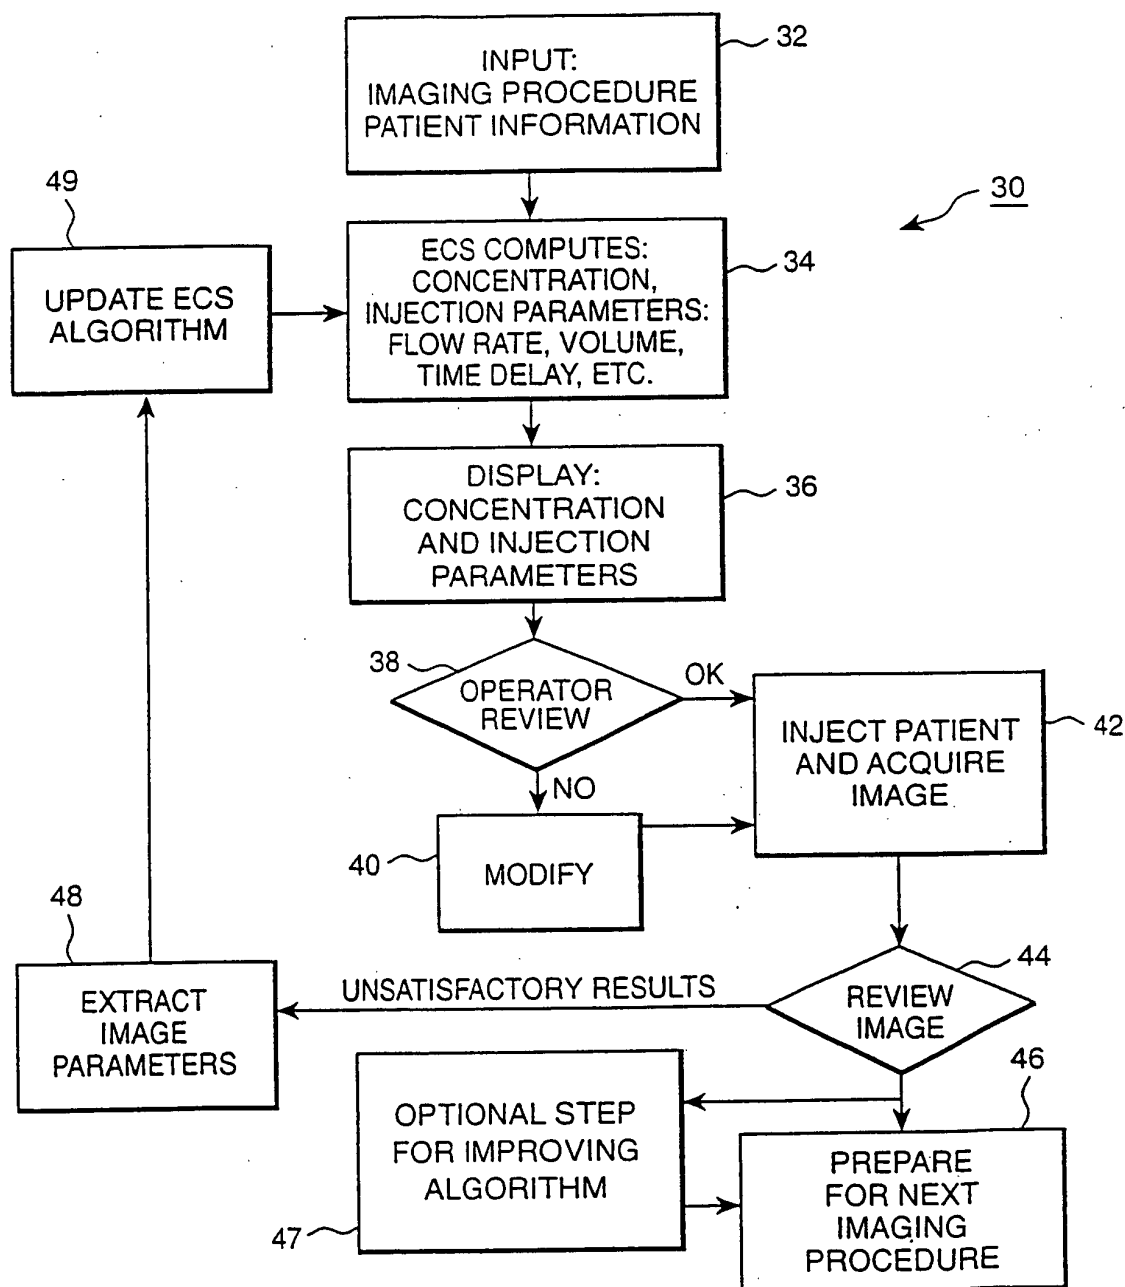 INPUT:
IMAGING PROCEDURE
PATIENT INFORMATION
32
30
49
UPDATE ECS
ALGORITHM
ECS COMPUTES:
CONCENTRATION,
INJECTION PARAMETERS:
FLOW RATE, VOLUME,
TIME DELAY, ETC.
34
DISPLAY:
CONCENTRATION
AND INJECTION
PARAMETERS
36
38
OPERATOR
REVIEW
OK
NO
40
MODIFY
INJECT PATIENT
AND ACQUIRE
IMAGE
42
44
REVIEW
IMAGE
UNSATISFACTORY RESULTS
48
EXTRACT
IMAGE
PARAMETERS
OPTIONAL STEP
FOR IMPROVING
ALGORITHM
47
46
PREPARE
FOR NEXT
IMAGING
PROCEDURE